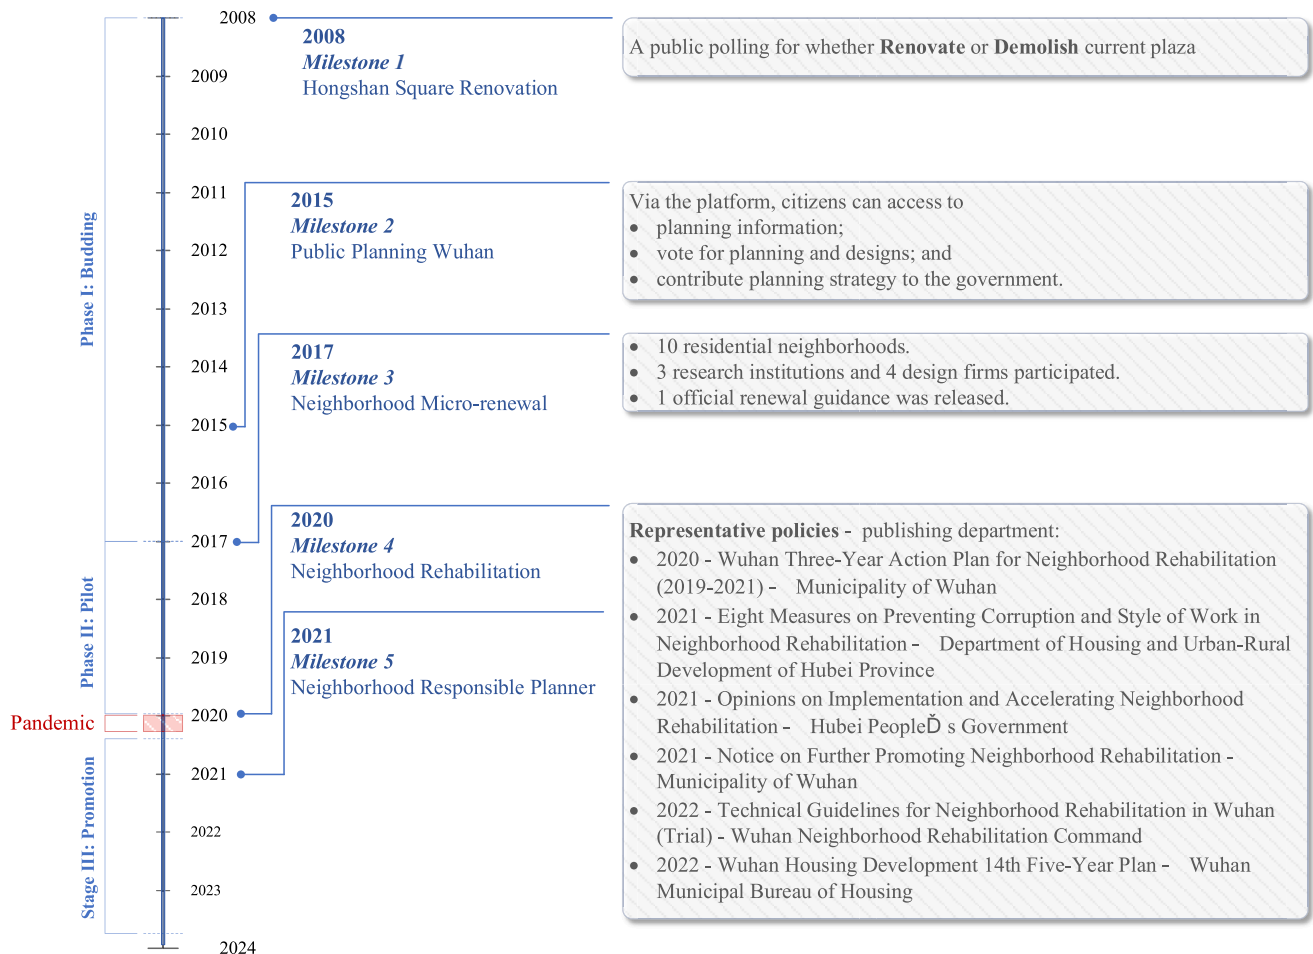 2008
2009
2010
2011
2012
2013
2014
2015
2016
2017
2018
2019
2020
2021
2022
2023
2024
Phase I: Budding
Phase II: Pilot
Pandemic
Stage III: Promotion
2008
Milestone 1
Hongshan Square Renovation
A public polling for whether Renovate or Demolish current plaza
2015
Milestone 2
Public Planning Wuhan
Via the platform, citizens can access to
• planning information;
• vote for planning and designs; and
• contribute planning strategy to the government.
2017
Milestone 3
Neighborhood Micro-renewal
• 10 residential neighborhoods.
• 3 research institutions and 4 design firms participated.
• 1 official renewal guidance was released.
2020
Milestone 4
Neighborhood Rehabilitation
2021
Milestone 5
Neighborhood Responsible Planner
Representative policies - publishing department:
• 2020 - Wuhan Three-Year Action Plan for Neighborhood Rehabilitation
(2019-2021) - Municipality of Wuhan
• 2021 - Eight Measures on Preventing Corruption and Style of Work in
Neighborhood Rehabilitation - Department of Housing and Urban-Rural
Development of Hubei Province
• 2021 - Opinions on Implementation and Accelerating Neighborhood
Rehabilitation - Hubei PeopleĎ s Government
• 2021 - Notice on Further Promoting Neighborhood Rehabilitation -
Municipality of Wuhan
• 2022 - Technical Guidelines for Neighborhood Rehabilitation in Wuhan
(Trial) - Wuhan Neighborhood Rehabilitation Command
• 2022 - Wuhan Housing Development 14th Five-Year Plan - Wuhan
Municipal Bureau of Housing